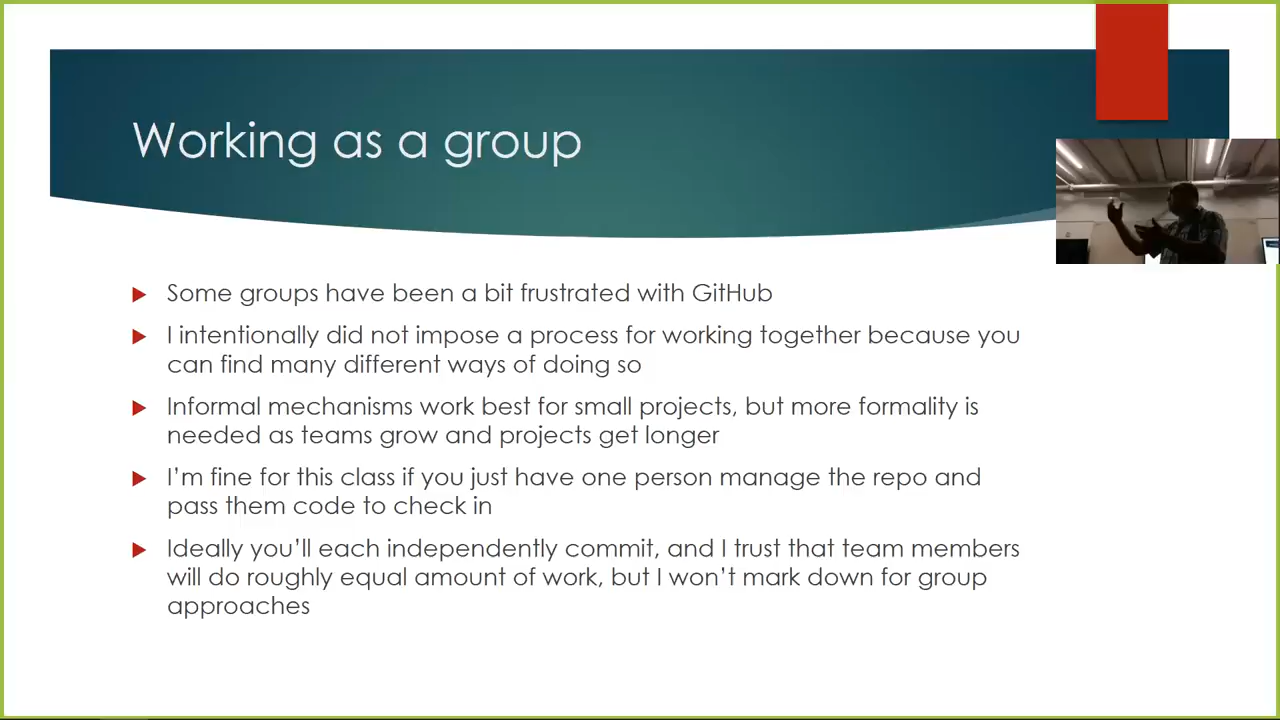 Working as a group
Some groups have been a bit frustrated with GitHub
I intentionally did not impose a process for working together because you
can find many different ways of doing so
Informal mechanisms work best for small projects, but more formality is
needed as teams grow and projects get longer
I’m fine for this class if you just have one person manage the repo and
pass them code to check in
Ideally you’ll each independently commit, and I trust that team members
will do roughly equal amount of work, but I won’t mark down for group
approaches